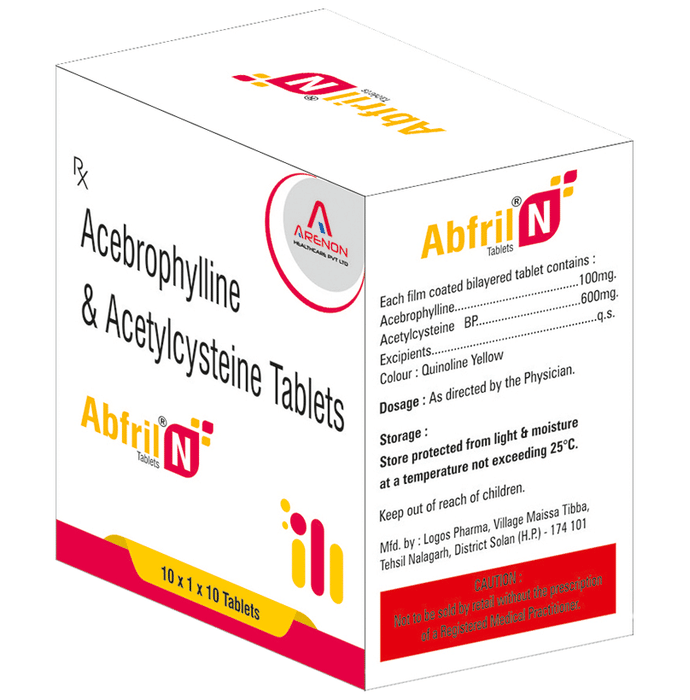 Abfril N®
Tablets
Rx
Acebrophylline
& Acetylcysteine Tablets
Abfril® N
Tablets
10 x 1 x 10 Tablets
ARENON
HEALTHCARE PVT LTD
Abfril® N
Tablets
Each film coated bilayered tablet contains :
Acebrophylline..............................100mg.
Acetylcysteine BP.........................600mg.
Excipients........................................q.s.
Colour : Quinoline Yellow
Dosage : As directed by the Physician.
Storage :
Store protected from light & moisture
at a temperature not exceeding 25°C.
Keep out of reach of children.
Mfd. by : Logos Pharma, Village Maissa Tibba,
Tehsil Nalagarh, District Solan (H.P.) - 174 101
CAUTION :
Not to be sold by retail without the prescription
of a Registered Medical Practitioner.